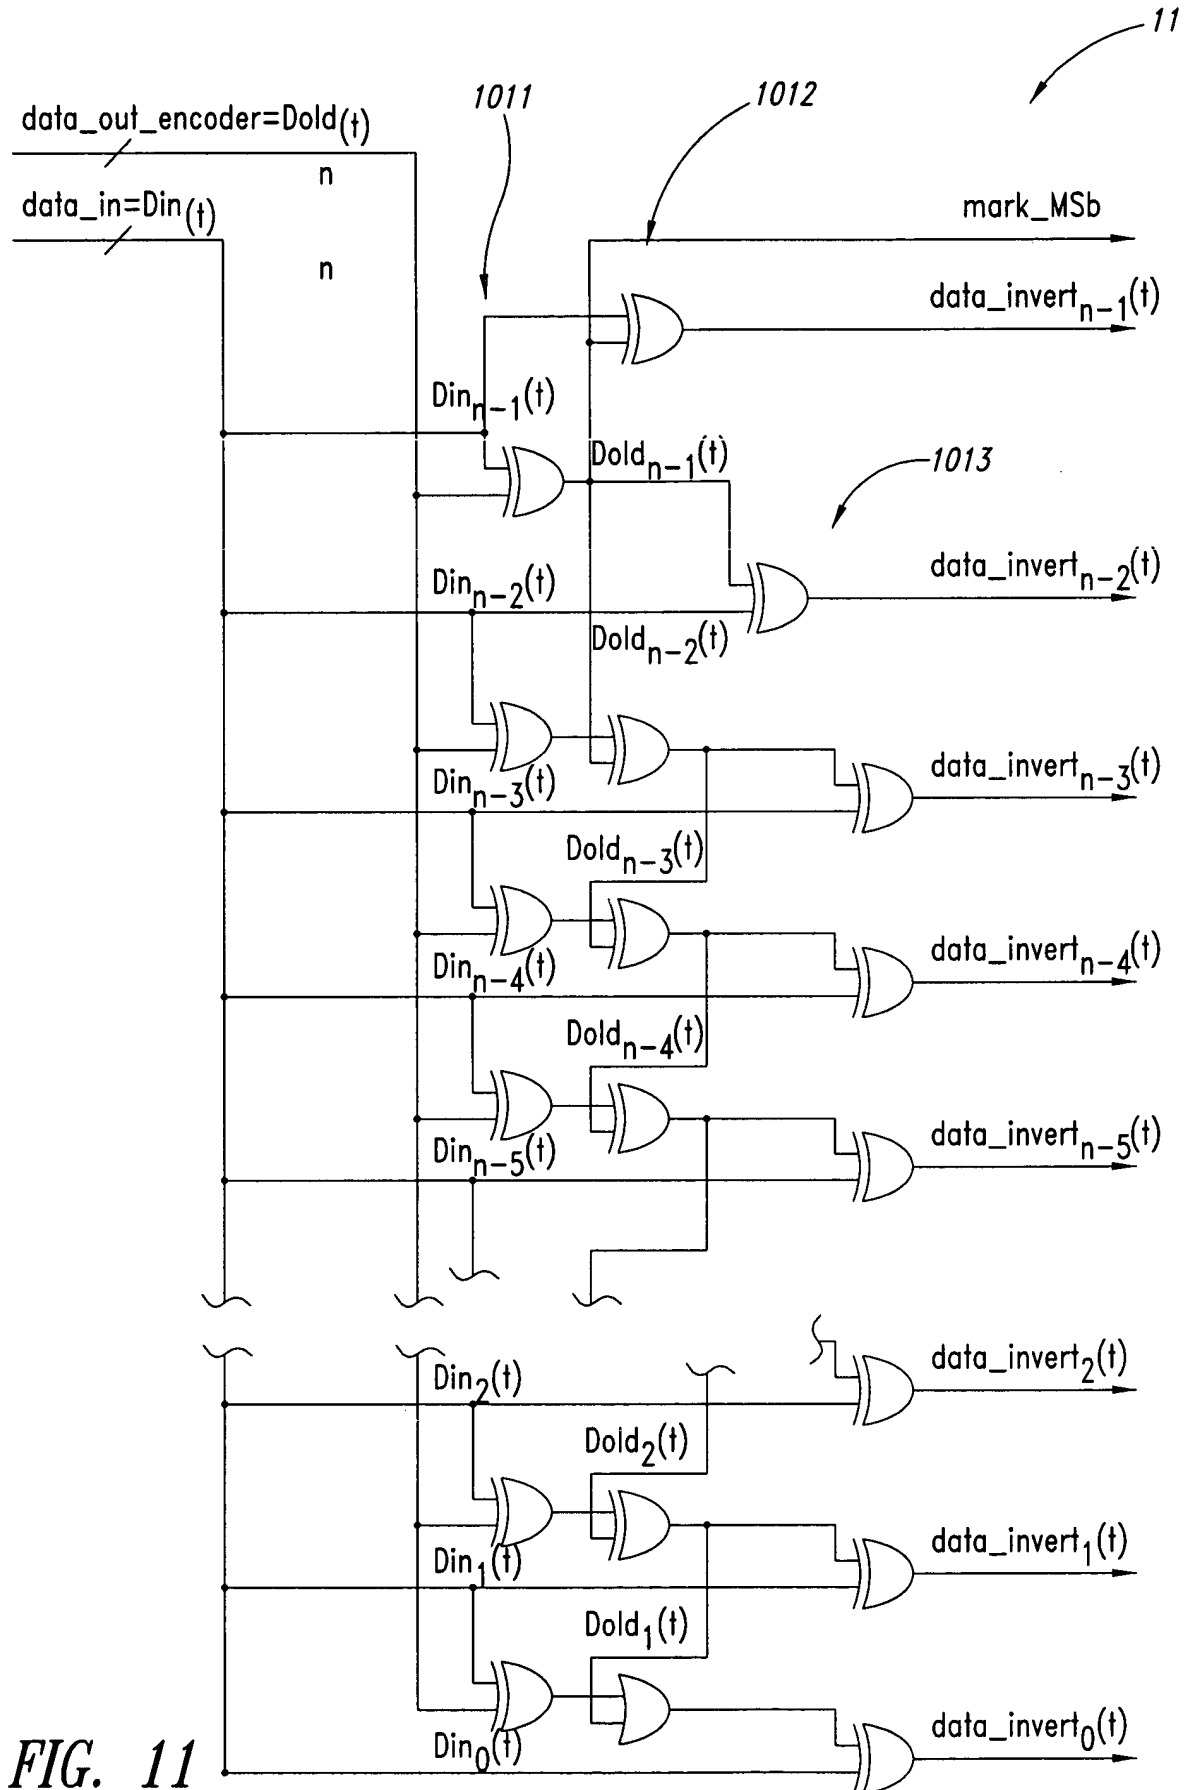 11
1011
1012
data_out_encoder=Dold(t)
n
data_in=Din(t)
n
mark_MSb
data_invertn-1(t)
Dinn-1(t)
Doldn-1(t)
1013
Dinn-2(t)
data_invertn-2(t)
Doldn-2(t)
Dinn-3(t)
data_invertn-3(t)
Doldn-3(t)
Dinn-4(t)
data_invertn-4(t)
Doldn-4(t)
Dinn-5(t)
data_invertn-5(t)
Din2(t)
data_invert2(t)
Dold2(t)
Din1(t)
data_invert1(t)
Dold1(t)
Din0(t)
data_invert0(t)
FIG. 11